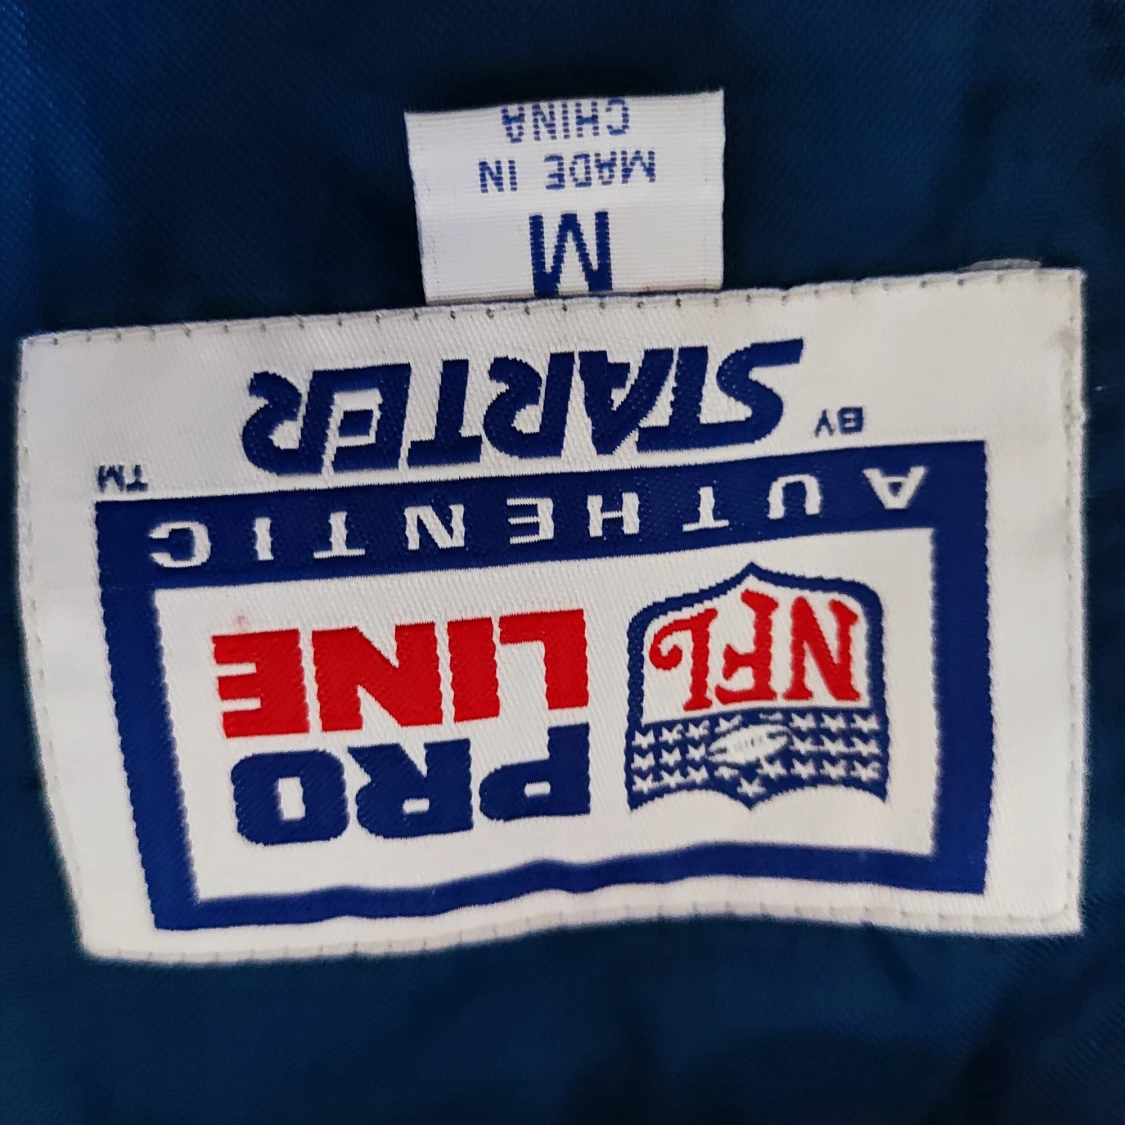 NFL PRO
LINE
AUTHENTIC ™
BY STARTER
M
MADE IN
CHINA